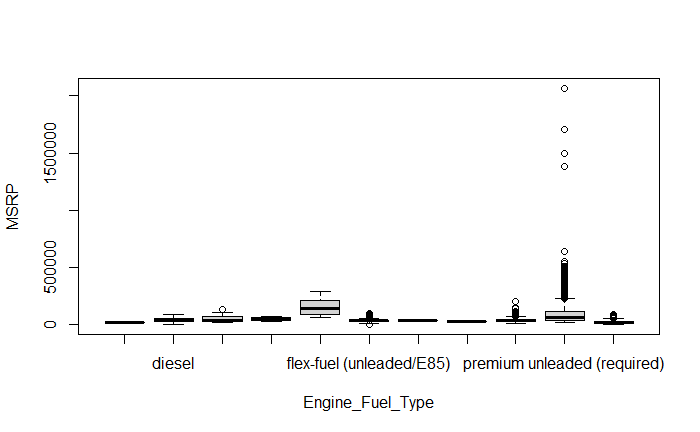 MSRP
1500000
500000
0
diesel
flex-fuel (unleaded/E85)
premium unleaded (required)
Engine_Fuel_Type